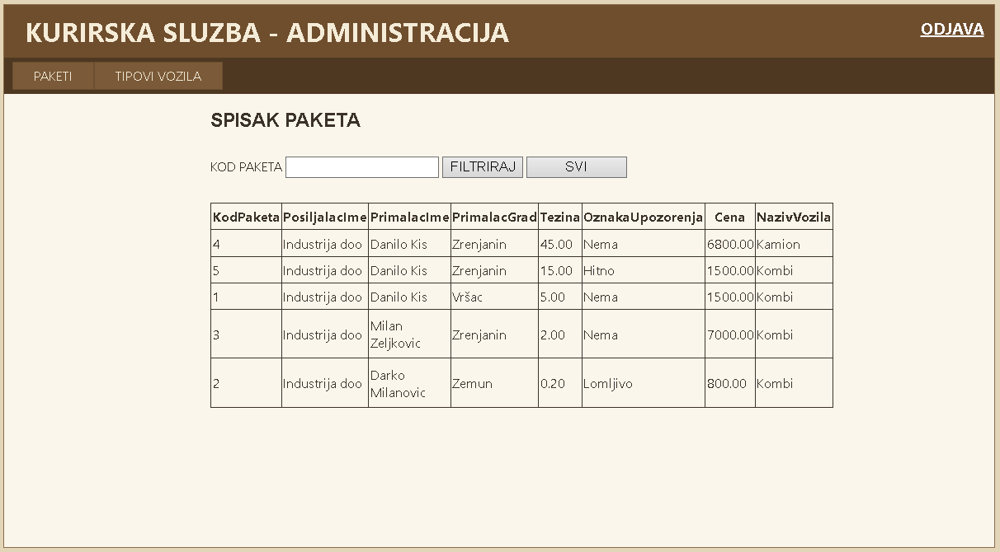 KURIRSKA SLUZBA - ADMINISTRACIJA
ODJAVA
PAKETI TIPOVI VOZILA
SPISAK PAKETA
KOD PAKETA FILTRIRAJ SVI
KodPaketa PosiljalacIme PrimalacIme PrimalacGrad Tezina OznakaUpozorenja Cena NazivVozila
4 Industrija doo Danilo Kis Zrenjanin 45.00 Nema 6800.00 Kamion
5 Industrija doo Danilo Kis Zrenjanin 15.00 Hitno 1500.00 Kombi
1 Industrija doo Danilo Kis Vršac 5.00 Nema 1500.00 Kombi
3 Industrija doo Milan Zeljkovic Zrenjanin 2.00 Nema 7000.00 Kombi
2 Industrija doo Darko Milanovic Zemun 0.20 Lomljivo 800.00 Kombi